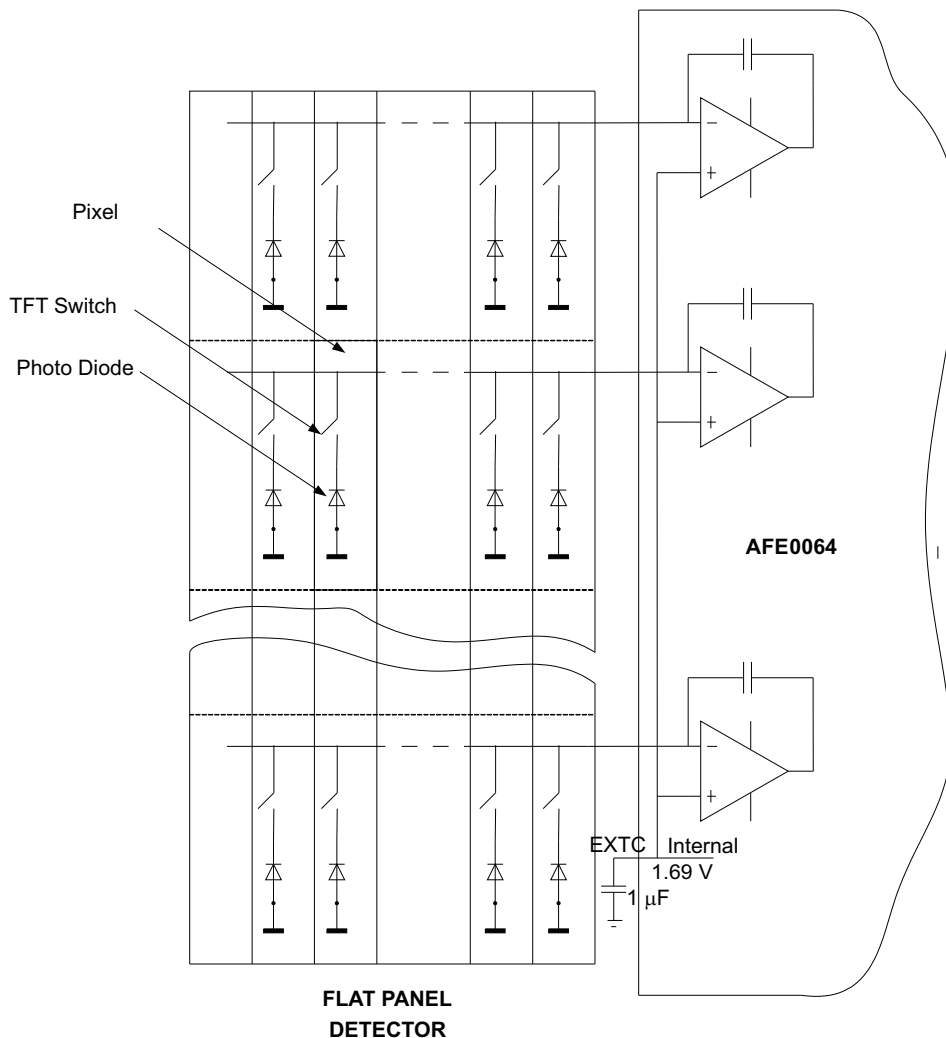 Pixel
TFT Switch
Photo Diode
AFE0064
EXTC Internal
1.69 V
1 μF
FLAT PANEL
DETECTOR